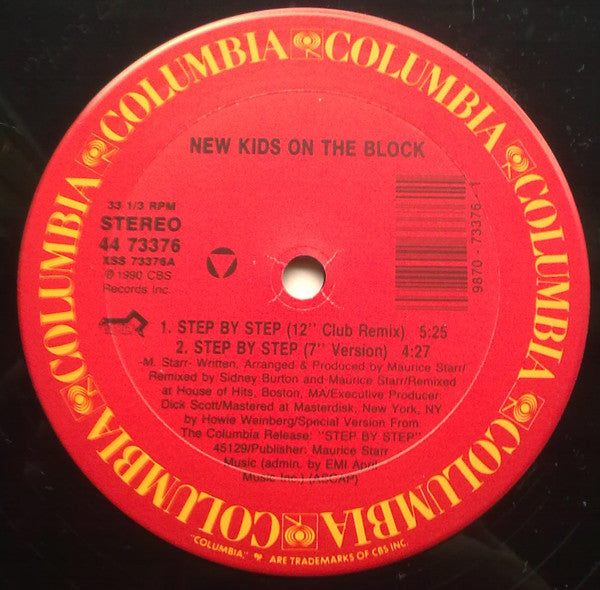 COLUMBIA COLUMBIA COLUMBIA COLUMBIA COLUMBIA COLUMBIA COLUMBIA COLUMBIA
NEW KIDS ON THE BLOCK
33 1/3 RPM
STEREO
44 73376
XSS 73376A
℗ 1990 CBS
Records Inc.
9870 73376-1
1. STEP BY STEP (12" Club Remix) 5:25
2. STEP BY STEP (7" Version) 4:27
-M. Starr- Written, Arranged & Produced by Maurice Starr/
Remixed by Sidney Burton and Maurice Starr/Remixed
at House of Hits, Boston, MA/Executive Producer:
Dick Scott/Mastered at Masterdisk, New York, NY
by Howie Weinberg/Special Version From
The Columbia Release: "STEP BY STEP"
45129/Publisher: Maurice Starr
Music (admin. by EMI April
Music Inc.) (ASCAP)
"COLUMBIA," ARE TRADEMARKS OF CBS INC.